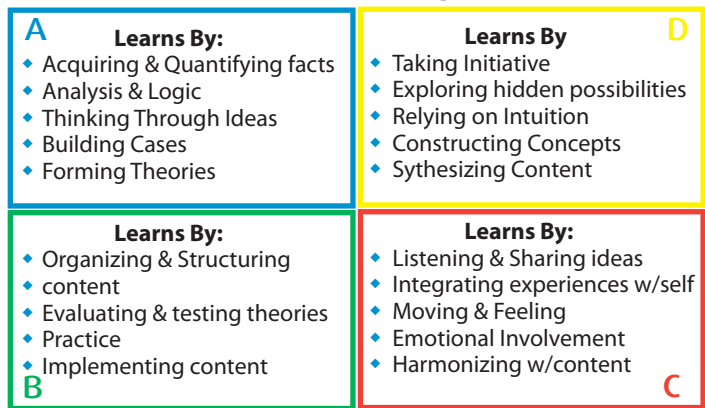 A
Learns By:
◆ Acquiring & Quantifying facts
◆ Analysis & Logic
◆ Thinking Through Ideas
◆ Building Cases
◆ Forming Theories
D
Learns By
◆ Taking Initiative
◆ Exploring hidden possibilities
◆ Relying on Intuition
◆ Constructing Concepts
◆ Sythesizing Content
Learns By:
◆ Organizing & Structuring
◆ content
◆ Evaluating & testing theories
◆ Practice
◆ Implementing content
B
Learns By:
◆ Listening & Sharing ideas
◆ Integrating experiences w/self
◆ Moving & Feeling
◆ Emotional Involvement
◆ Harmonizing w/content
C